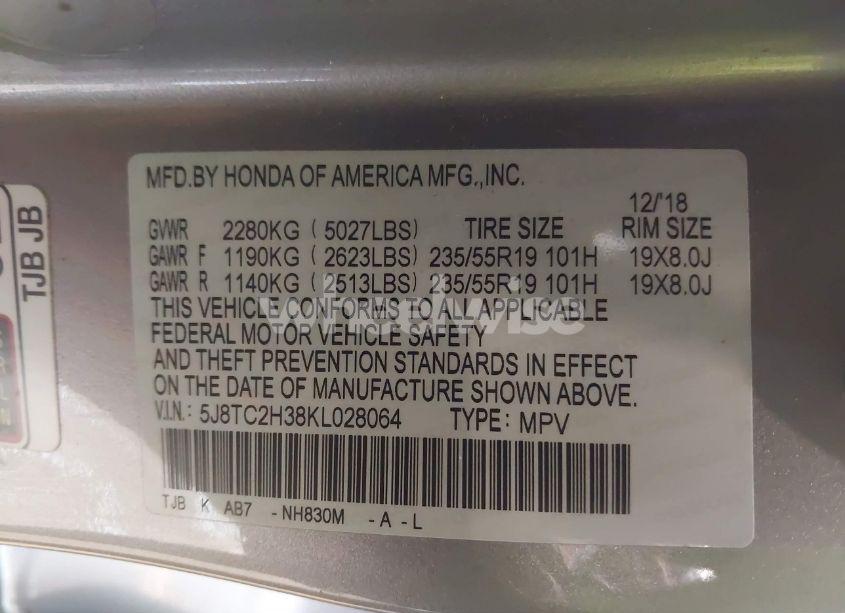 MFD.BY HONDA OF AMERICA MFG.,INC.
12/'18
GVWR 2280KG ( 5027LBS) TIRE SIZE RIM SIZE
GAWR F 1190KG ( 2623LBS) 235/55R19 101H 19X8.0J
GAWR R 1140KG ( 2513LBS) 235/55R19 101H 19X8.0J
THIS VEHICLE CONFORMS TO ALL APPLICABLE
FEDERAL MOTOR VEHICLE SAFETY
AND THEFT PREVENTION STANDARDS IN EFFECT
ON THE DATE OF MANUFACTURE SHOWN ABOVE.
V.I.N.: 5J8TC2H38KL028064 TYPE: MPV
TJB K AB7 -NH830M -A-L
TJB JB